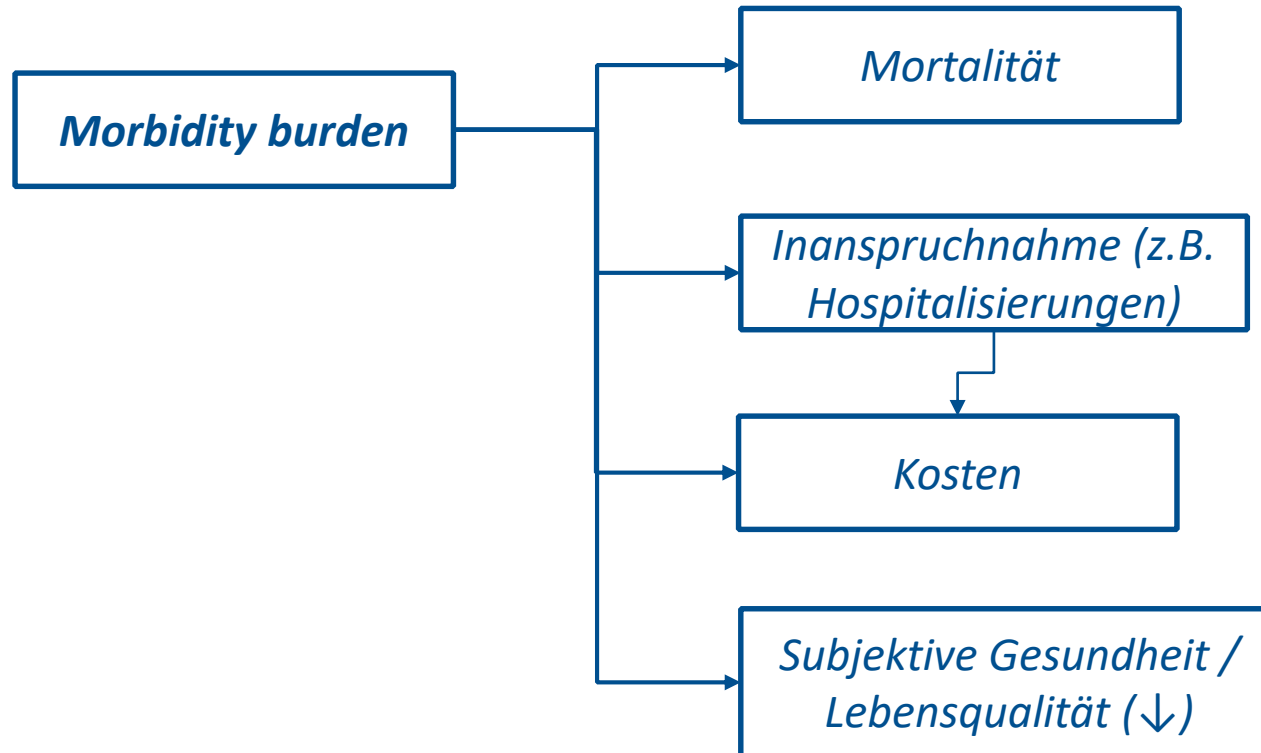 Morbidity burden
Mortalität
Inanspruchnahme (z.B.
Hospitalisierungen)
Kosten
Subjektive Gesundheit /
Lebensqualität (↓)